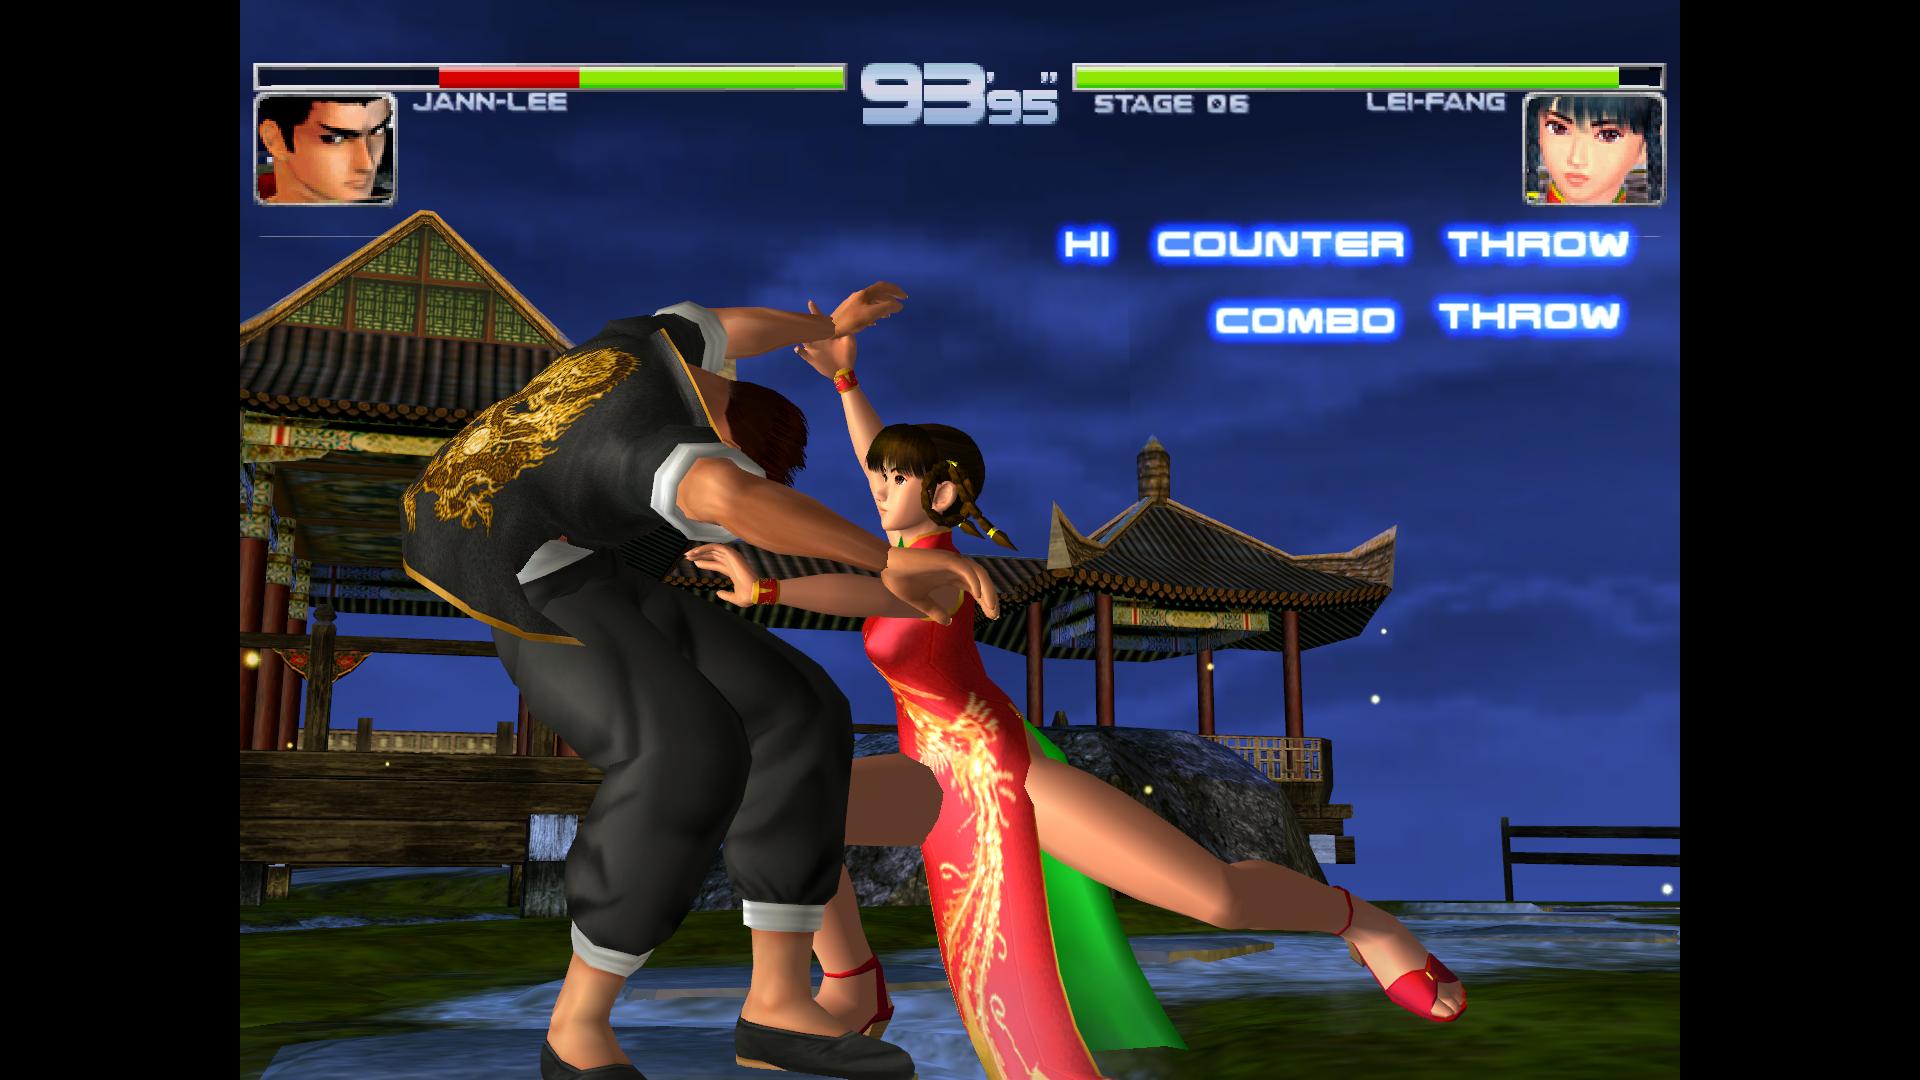 JANN-LEE
93'95"
STAGE 06
LEI-FANG
HI COUNTER THROW
COMBO THROW